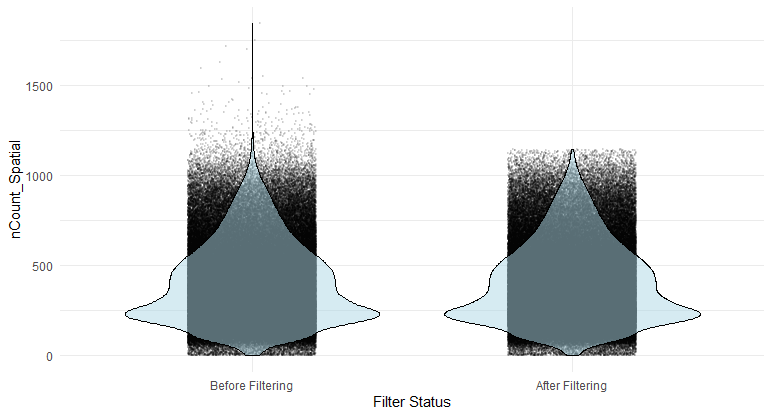 nCount_Spatial
1500
1000
500
0
Before Filtering
After Filtering
Filter Status